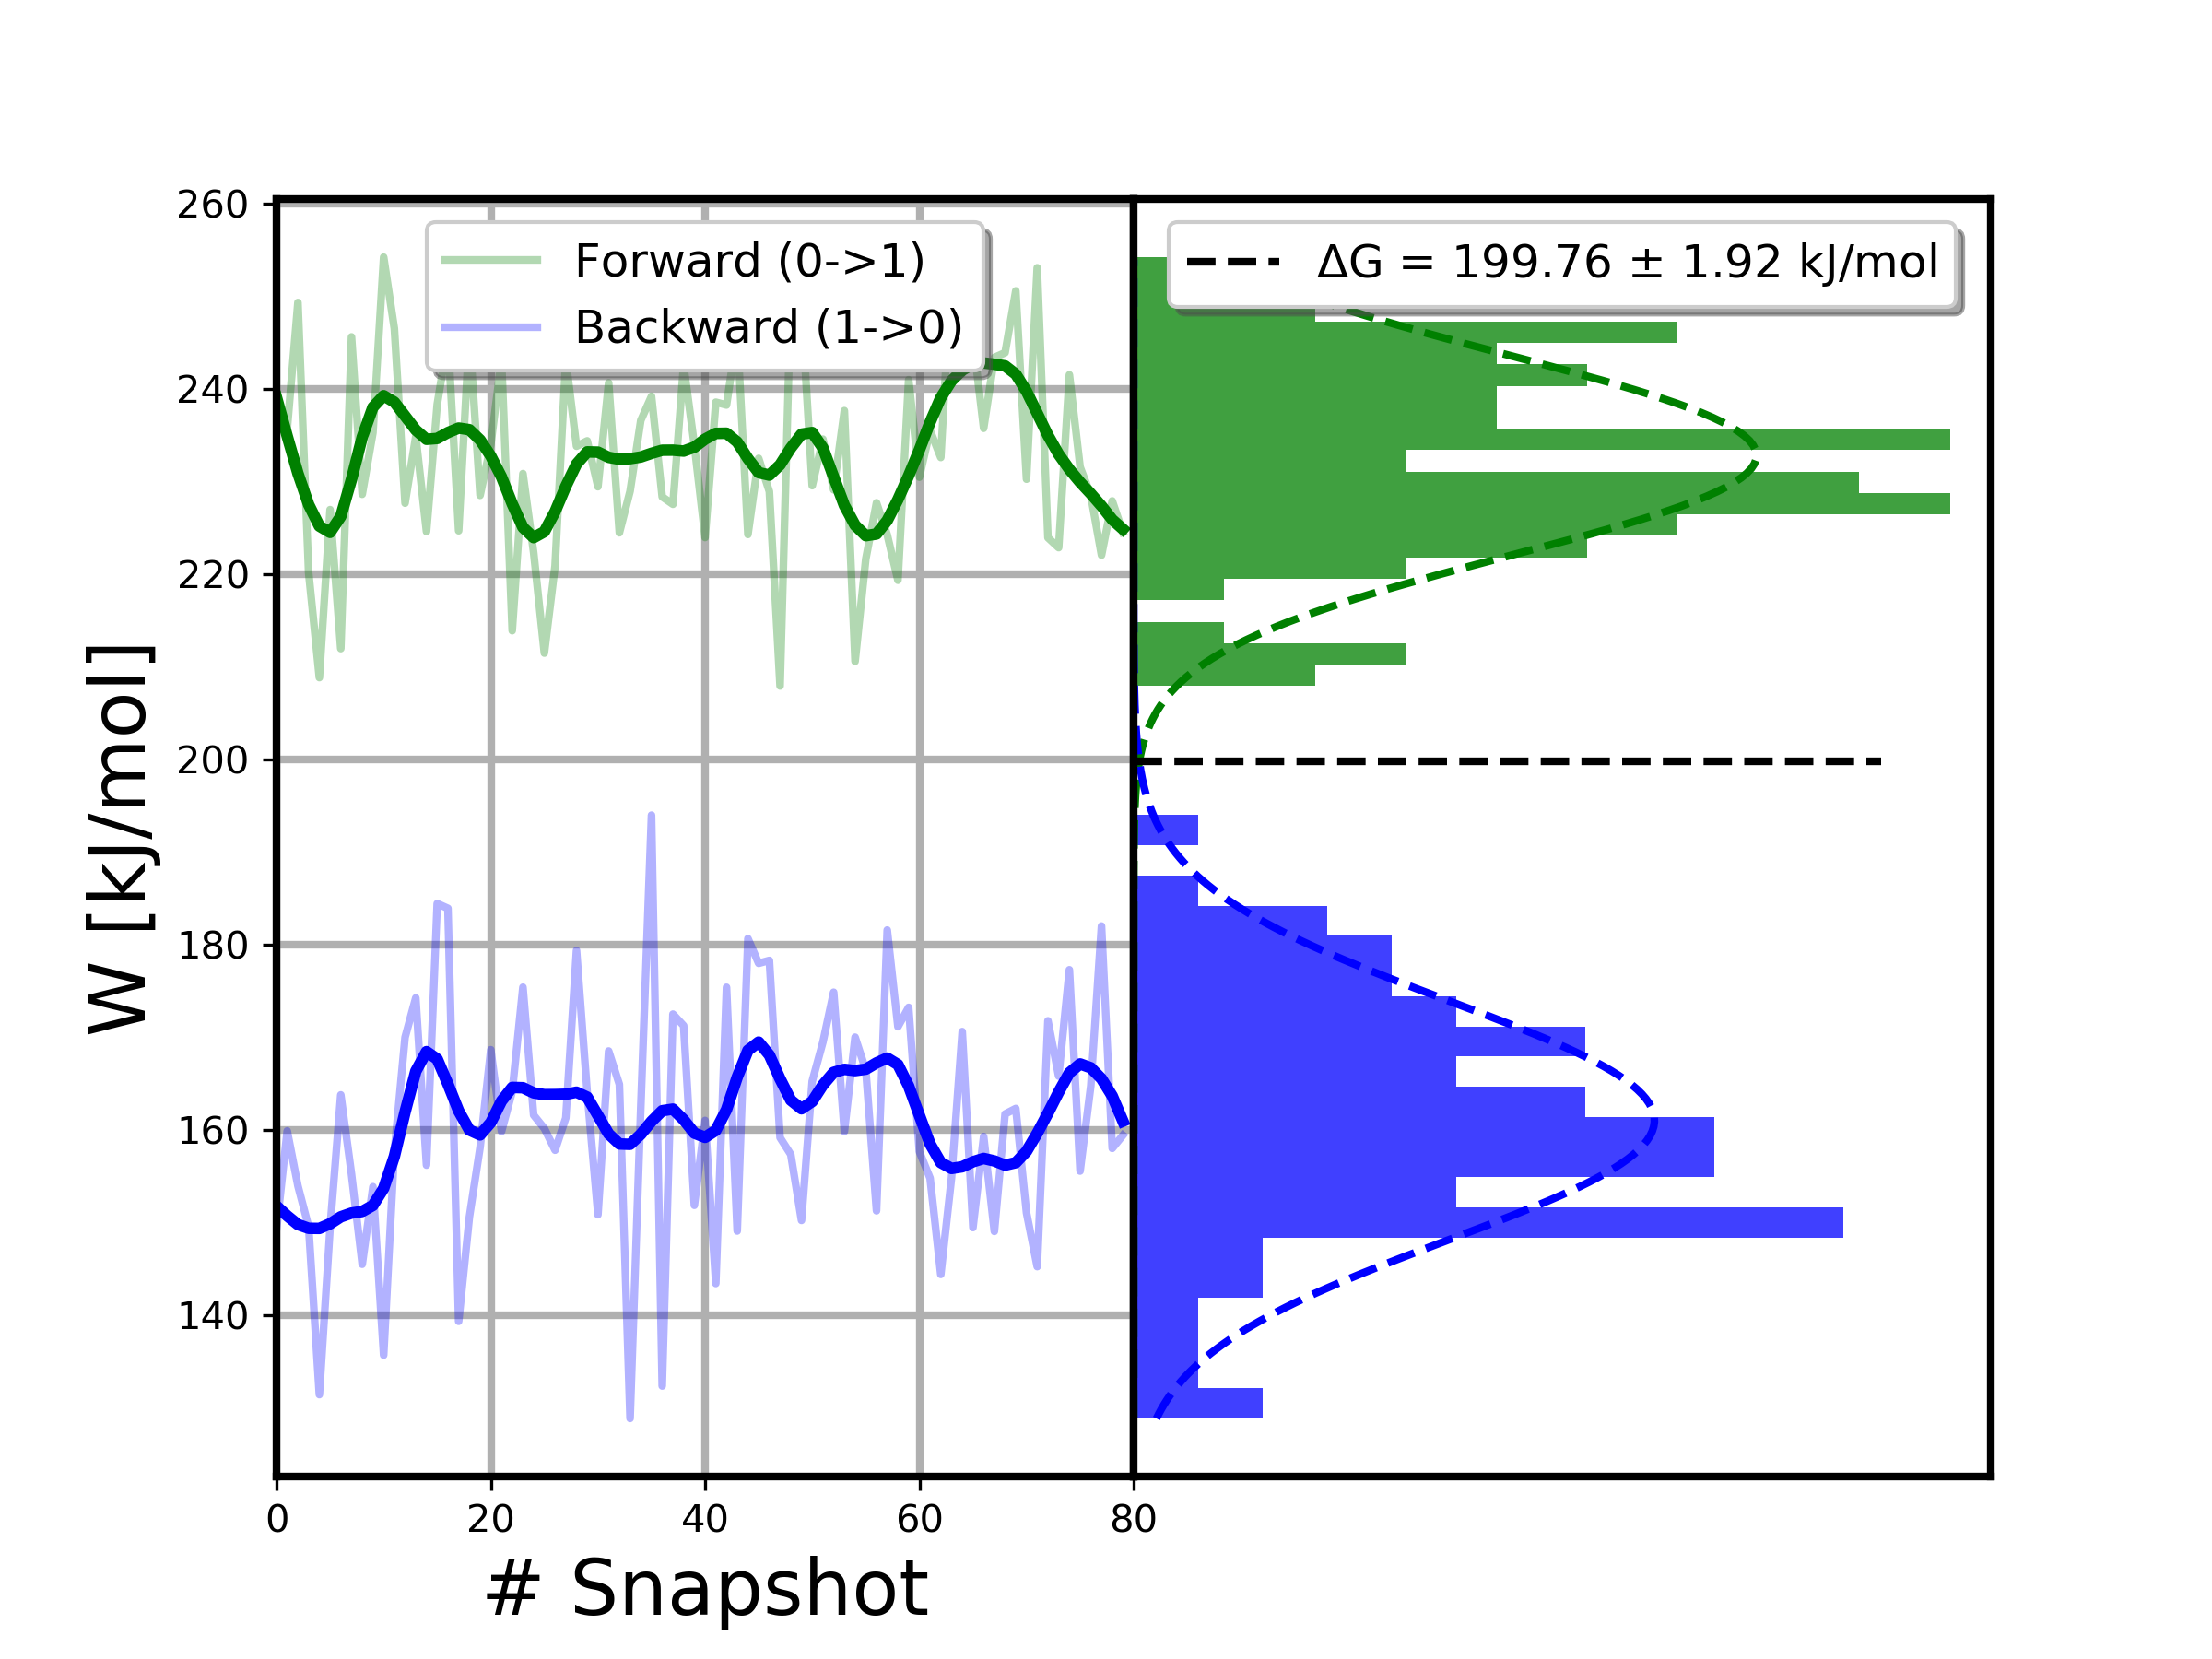 260
240
220
200
180
160
140
W [kJ/mol]
0 20 40 60 80
# Snapshot
Forward (0->1)
Backward (1->0)
ΔG = 199.76 ± 1.92 kJ/mol